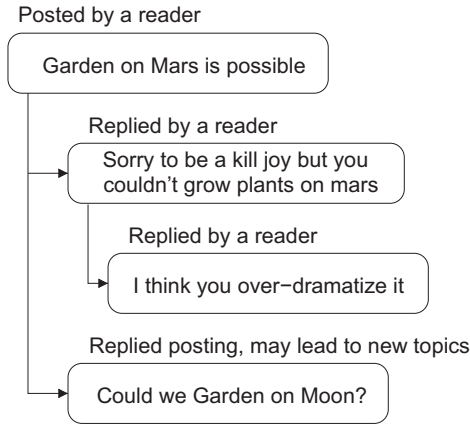 Posted by a reader
Garden on Mars is possible
Replied by a reader
Sorry to be a kill joy but you
couldn't grow plants on mars
Replied by a reader
I think you over−dramatize it
Replied posting, may lead to new topics
Could we Garden on Moon?